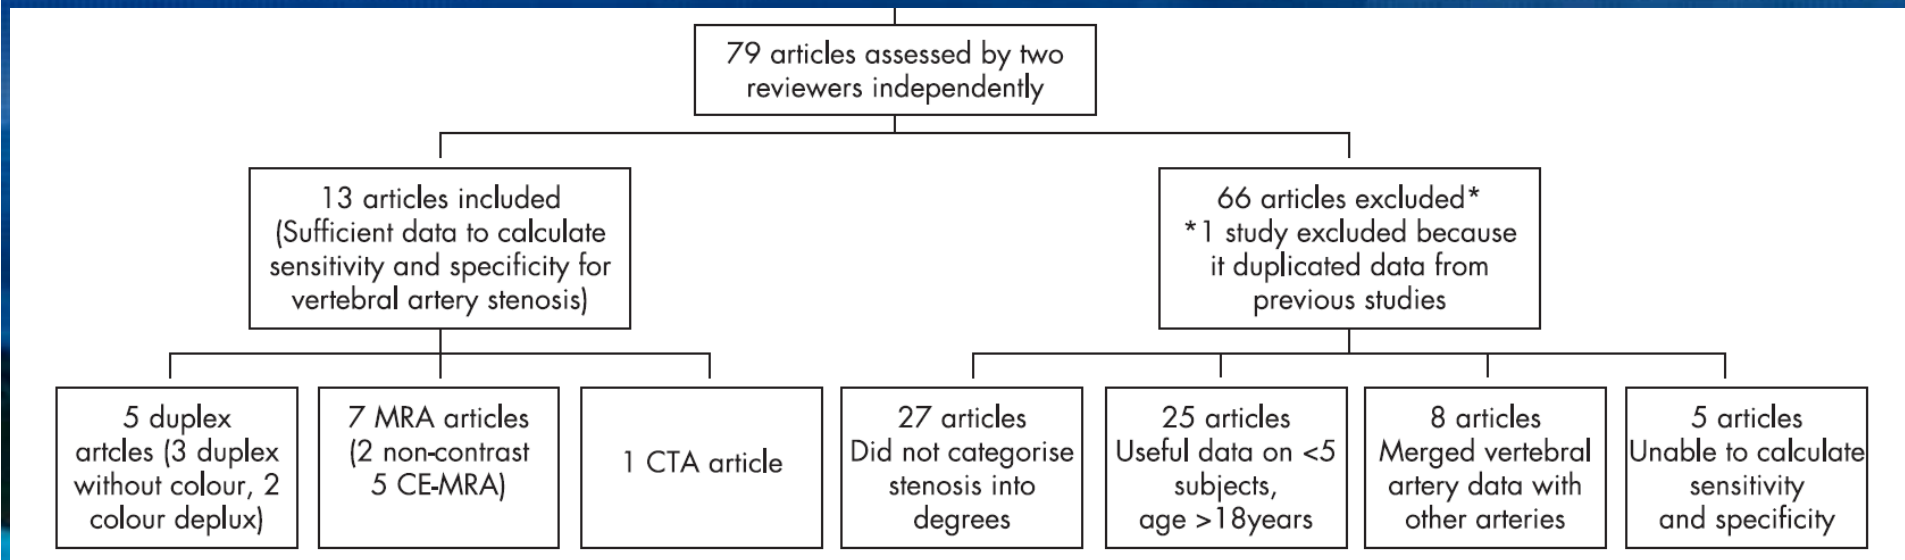 79 articles assessed by two
reviewers independently
13 articles included
(Sufficient data to calculate
sensitivity and specificity for
vertebral artery stenosis)
66 articles excluded*
*1 study excluded because
it duplicated data from
previous studies
5 duplex
artcles (3 duplex
without colour, 2
colour deplux)
7 MRA articles
(2 non-contrast
5 CE-MRA)
1 CTA article
27 articles
Did not categorise
stenosis into
degrees
25 articles
Useful data on <5
subjects,
age >18years
8 articles
Merged vertebral
artery data with
other arteries
5 articles
Unable to calculate
sensitivity
and specificity